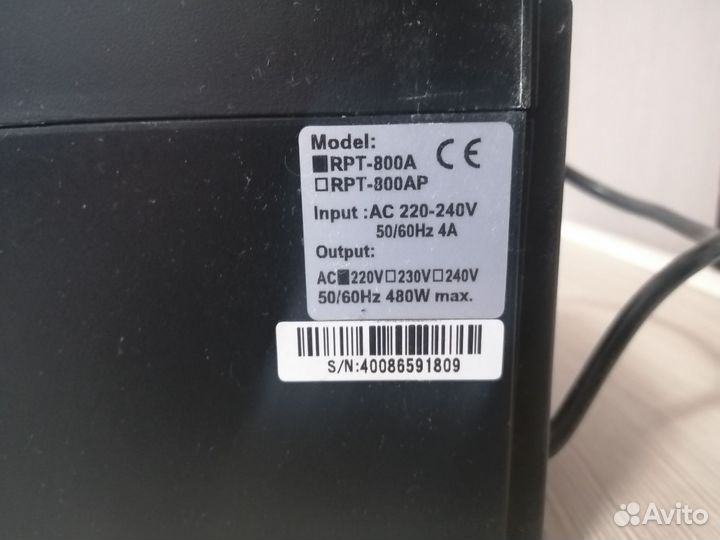 Model:
■RPT-800A CE
□RPT-800AP
Input :AC 220-240V
50/60Hz 4A
Output:
AC■220V□230V□240V
50/60Hz 480W max.
S/N:40086591809
Avito